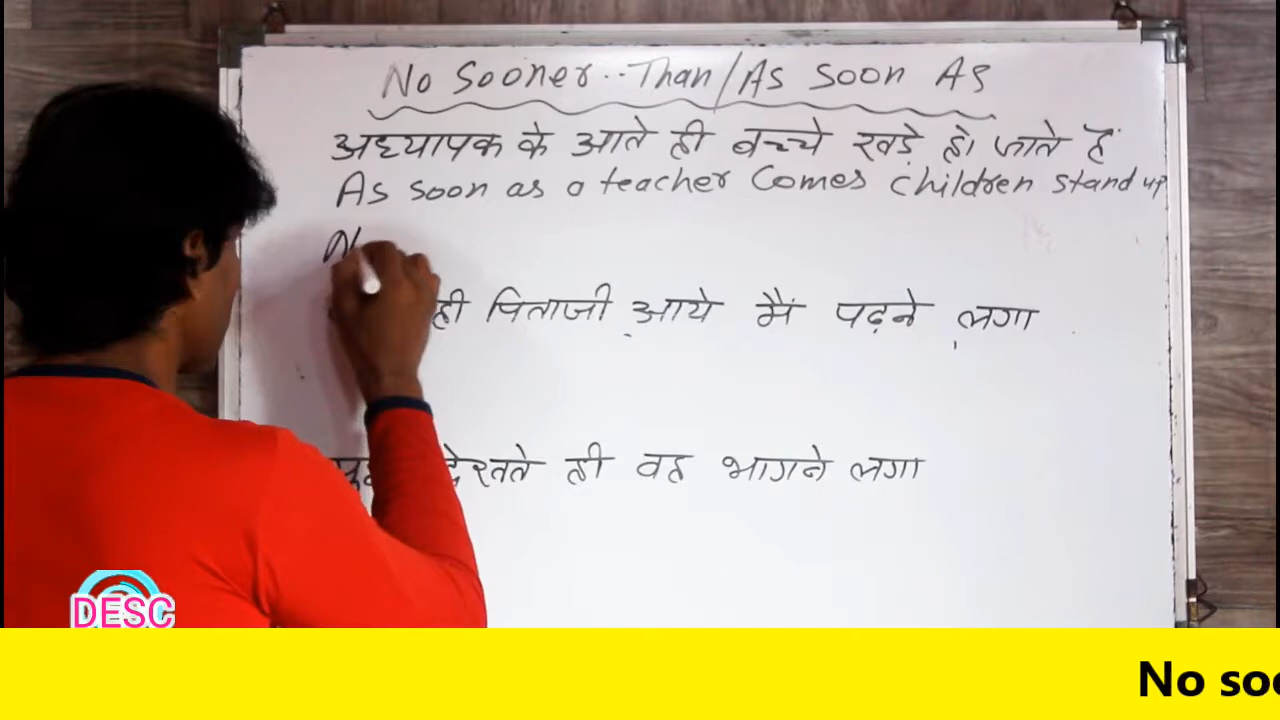 No Sooner..Than/As Soon As
अध्यापक के आते ही बच्चे खड़े हो जाते हैं
As soon as a teacher Comes children stand up
N
ही पिताजी आये मैं पढ़ने लगा
देखते ही वह भागने लगा
DESC
No soo